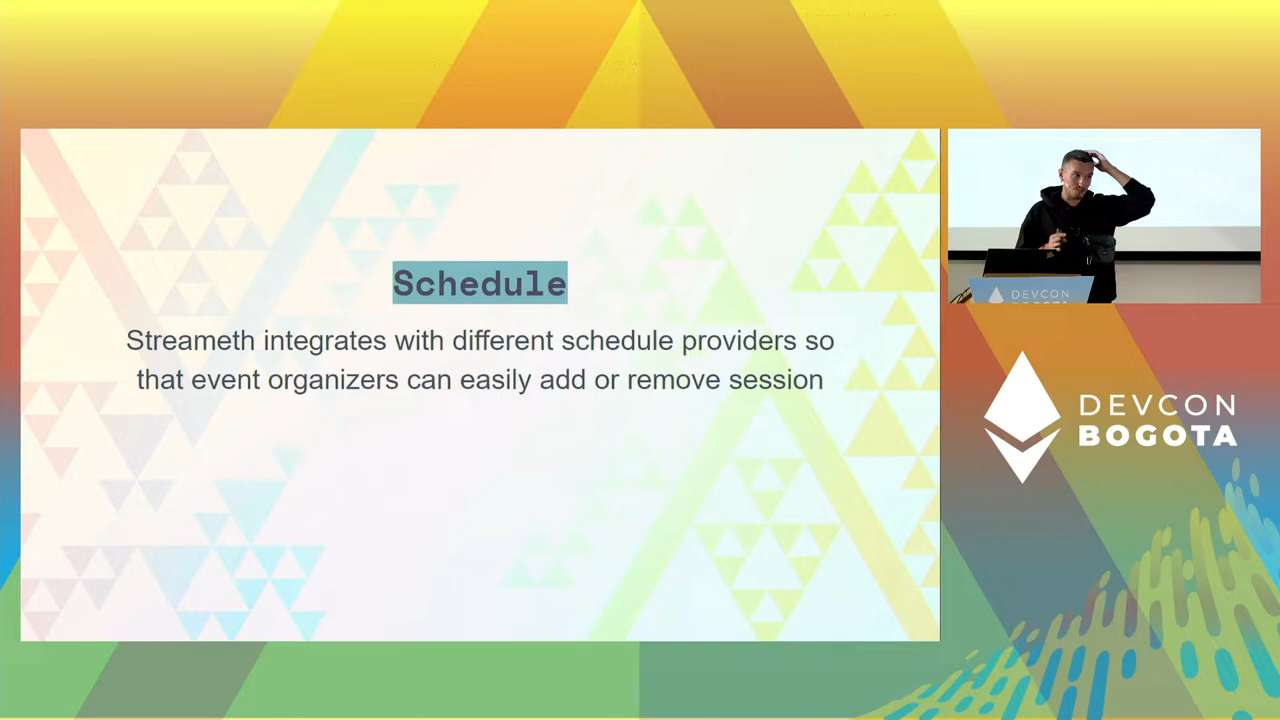 Schedule
Streameth integrates with different schedule providers so
that event organizers can easily add or remove session
DEVCON
DEVCON
BOGOTA